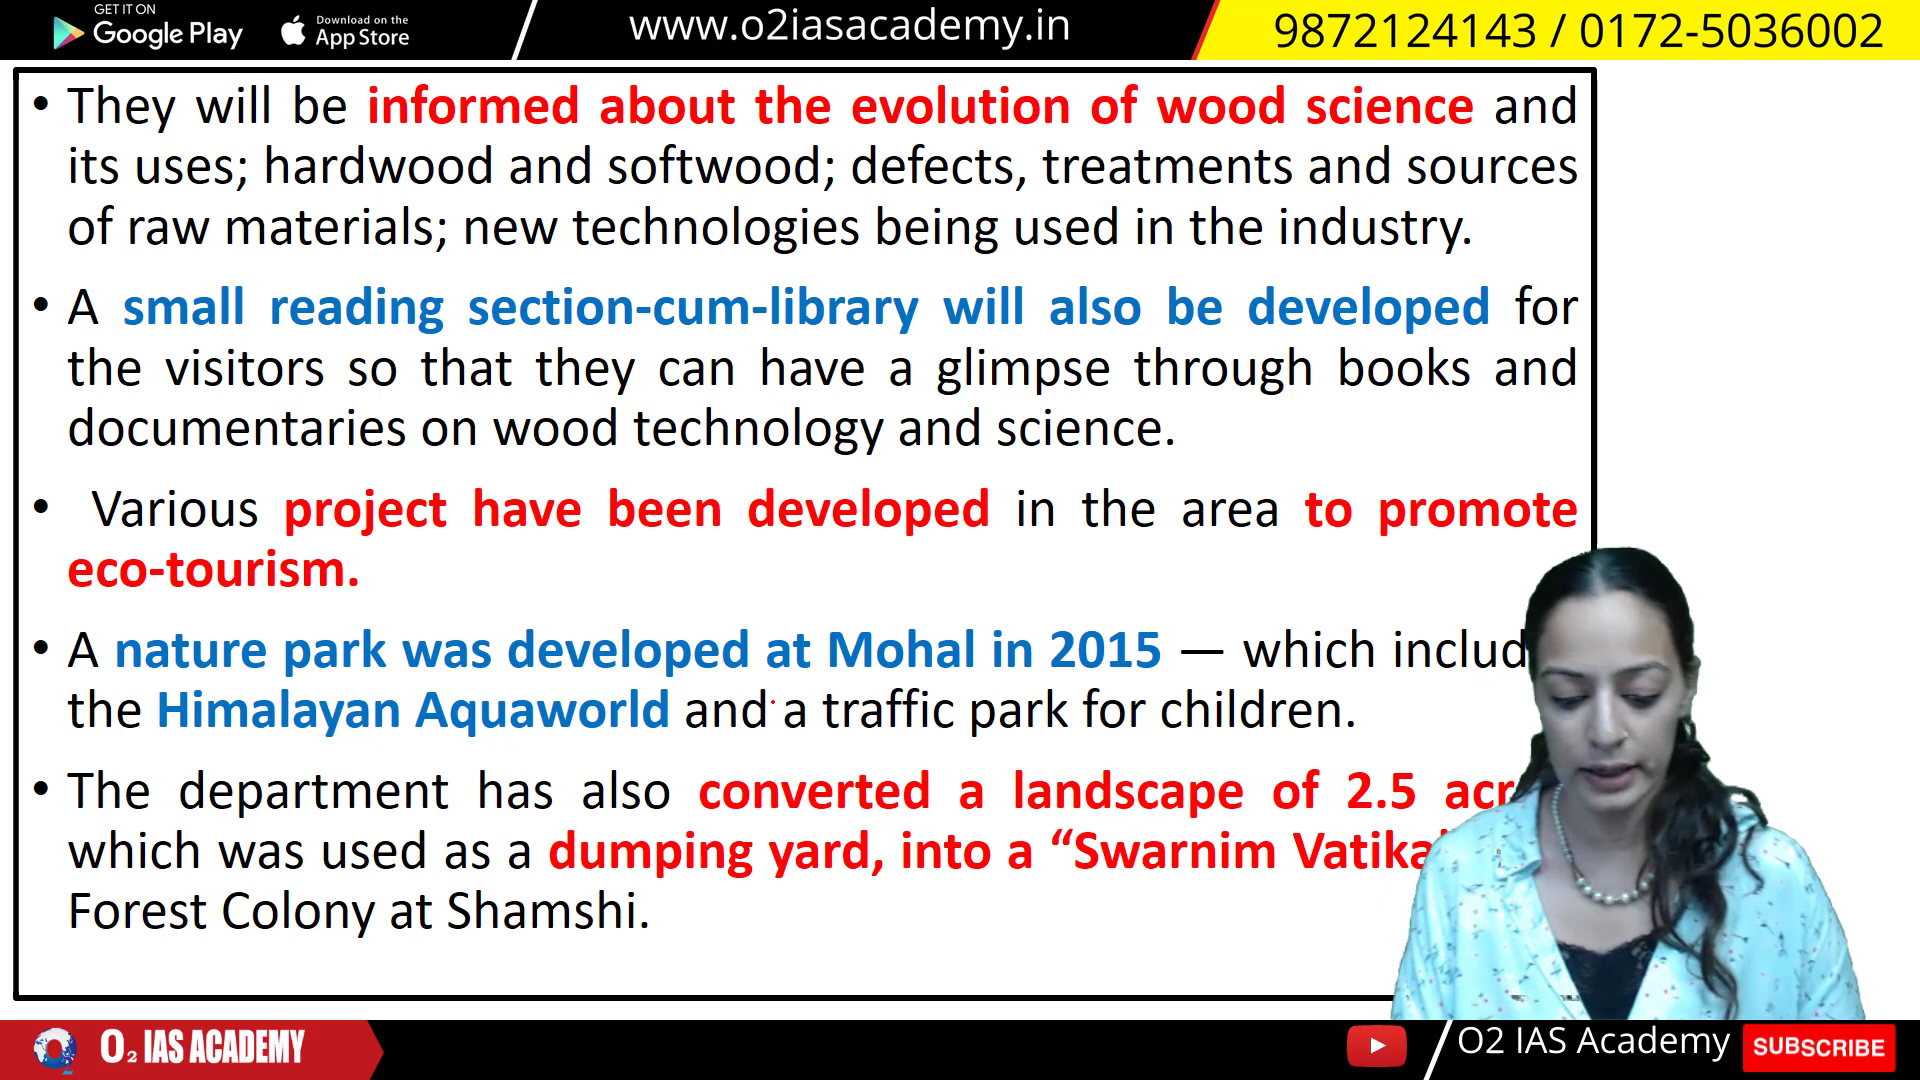 GET IT ON
Google Play
Download on the
App Store
www.o2iasacademy.in
9872124143 / 0172-5036002
• They will be informed about the evolution of wood science and
its uses; hardwood and softwood; defects, treatments and sources
of raw materials; new technologies being used in the industry.
• A small reading section-cum-library will also be developed for
the visitors so that they can have a glimpse through books and
documentaries on wood technology and science.
• Various project have been developed in the area to promote
eco-tourism.
• A nature park was developed at Mohal in 2015 — which includ
the Himalayan Aquaworld and a traffic park for children.
• The department has also converted a landscape of 2.5
which was used as a dumping yard, into a “Swarnim Vatika
Forest Colony at Shamshi.
O2 IAS ACADEMY
O2 IAS Academy
SUBSCRIBE